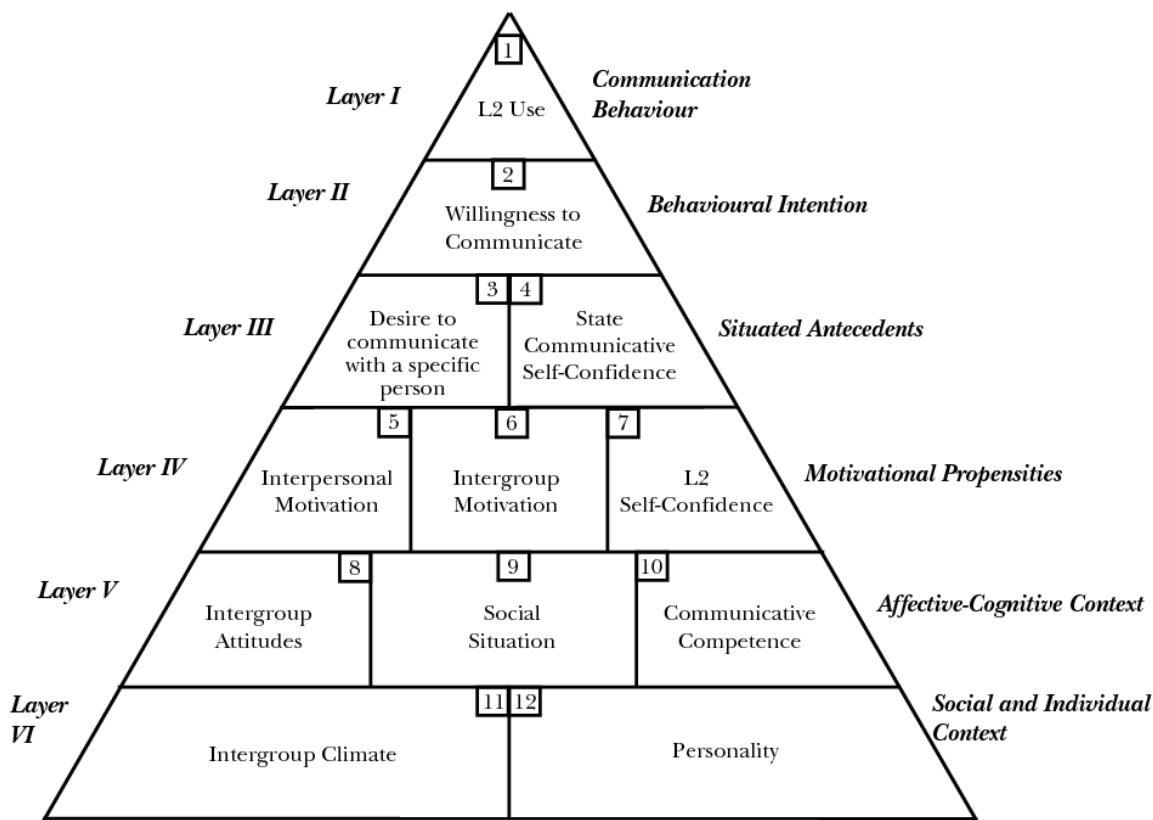 1
Layer I
L2 Use
Communication
Behaviour
2
Layer II
Willingness to
Communicate
Behavioural Intention
3
4
Layer III
Desire to
communicate
with a specific
person
State
Communicative
Self-Confidence
Situated Antecedents
5
6
7
Layer IV
Interpersonal
Motivation
Intergroup
Motivation
L2
Self-Confidence
Motivational Propensities
8
9
10
Layer V
Intergroup
Attitudes
Social
Situation
Communicative
Competence
Affective-Cognitive Context
11
12
Layer
VI
Intergroup Climate
Personality
Social and Individual
Context